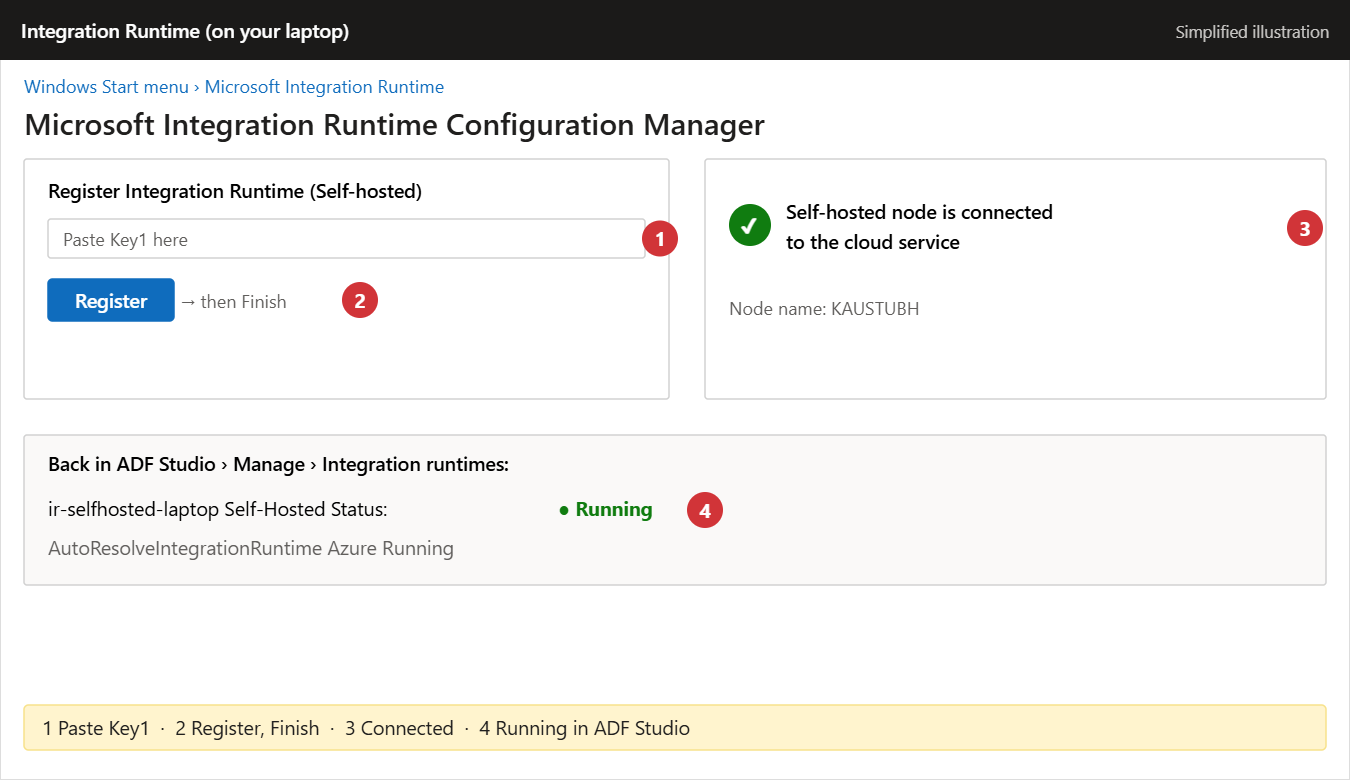 Integration Runtime (on your laptop)
Simplified illustration
Windows Start menu › Microsoft Integration Runtime
Microsoft Integration Runtime Configuration Manager
Register Integration Runtime (Self-hosted)
Paste Key1 here
1
Register → then Finish
2
✓ Self-hosted node is connected
to the cloud service
3
Node name: KAUSTUBH
Back in ADF Studio › Manage › Integration runtimes:
ir-selfhosted-laptop Self-Hosted Status: ● Running
4
AutoResolveIntegrationRuntime Azure Running
1 Paste Key1 · 2 Register, Finish · 3 Connected · 4 Running in ADF Studio